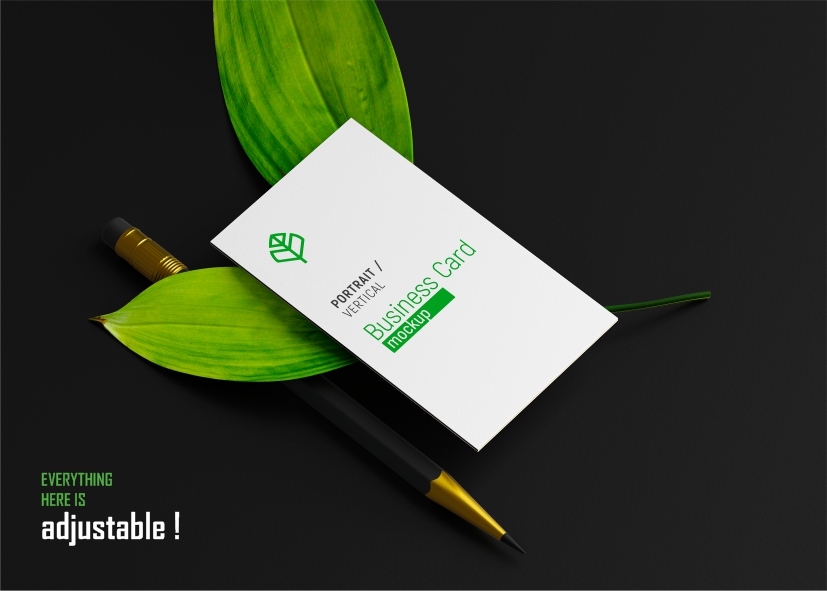 PORTRAIT /
VERTICAL
Business Card
mockup
EVERYTHING
HERE IS
adjustable !